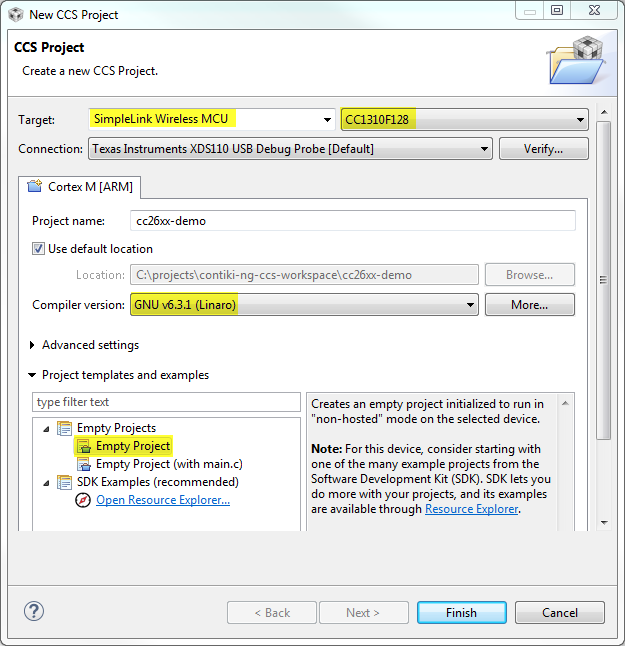 New CCS Project
CCS Project
Create a new CCS Project.
Target: SimpleLink Wireless MCU CC1310F128
Connection: Texas Instruments XDS110 USB Debug Probe [Default] Verify...
Cortex M [ARM]
Project name: cc26xx-demo
Use default location
Location: C:\projects\contiki-ng-ccs-workspace\cc26xx-demo Browse...
Compiler version: GNU v6.3.1 (Linaro) More...
Advanced settings
Project templates and examples
type filter text
Empty Projects
Empty Project
Empty Project (with main.c)
SDK Examples (recommended)
Open Resource Explorer...
Creates an empty project initialized to run in
"non-hosted" mode on the selected device.
Note: For this device, consider starting with
one of the many example projects from the
Software Development Kit (SDK). SDK lets you
do more with your projects, and its examples
are available through Resource Explorer.
< Back Next > Finish Cancel